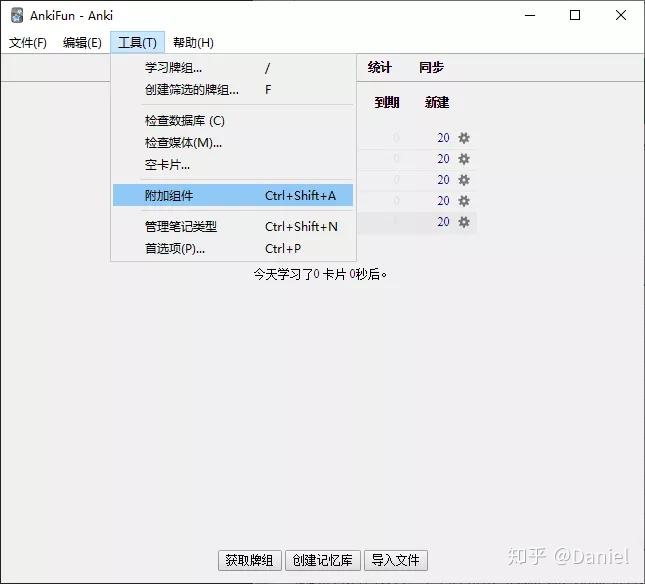 AnkiFun - Anki
文件(F) 编辑(E) 工具(T) 帮助(H)
学习牌组... /
创建筛选的牌组... F
检查数据库 (C)
检查媒体(M)...
空卡片...
附加组件 Ctrl+Shift+A
管理笔记类型 Ctrl+Shift+N
首选项(P)... Ctrl+P
统计 同步
到期 新建
0 20
0 20
0 20
0 20
0 20
今天学习了0 卡片 0秒后。
获取牌组 创建记忆库 导入文件
知乎 @Daniel